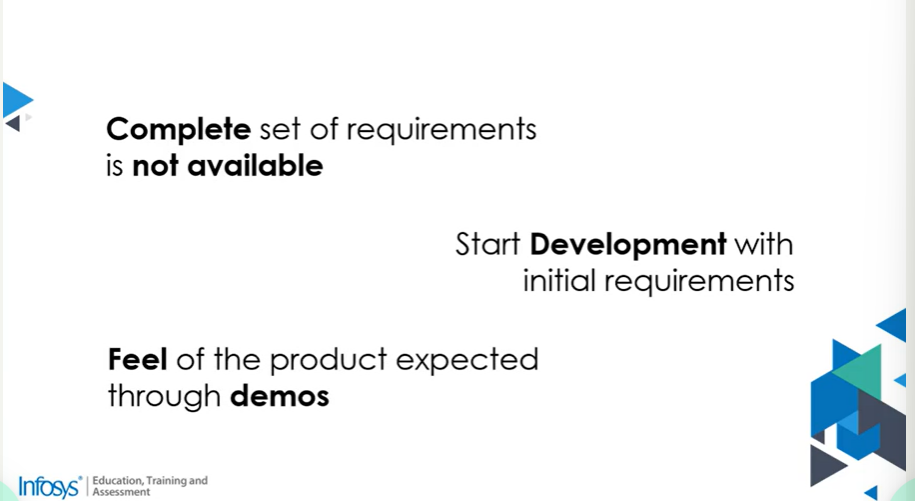 Complete set of requirements
is not available
Start Development with
initial requirements
Feel of the product expected
through demos
Infosys® | Education, Training and
Assessment